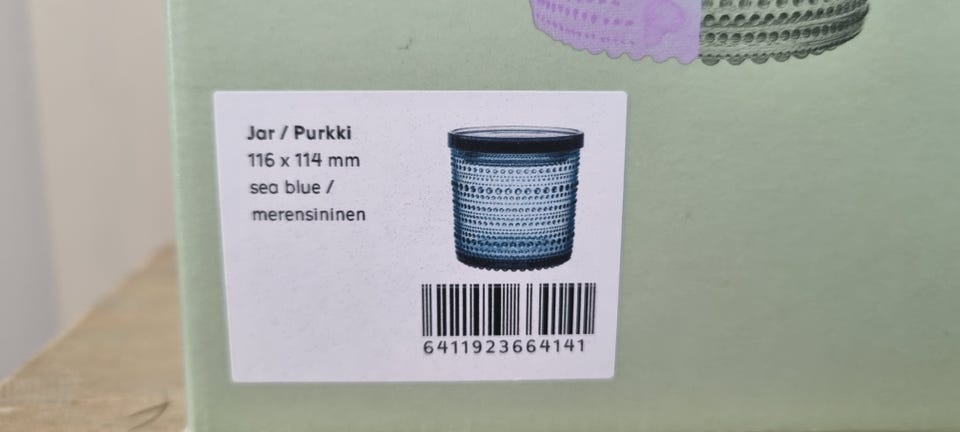 Jar / Purkki
116 x 114 mm
sea blue /
merensininen
6411923664141